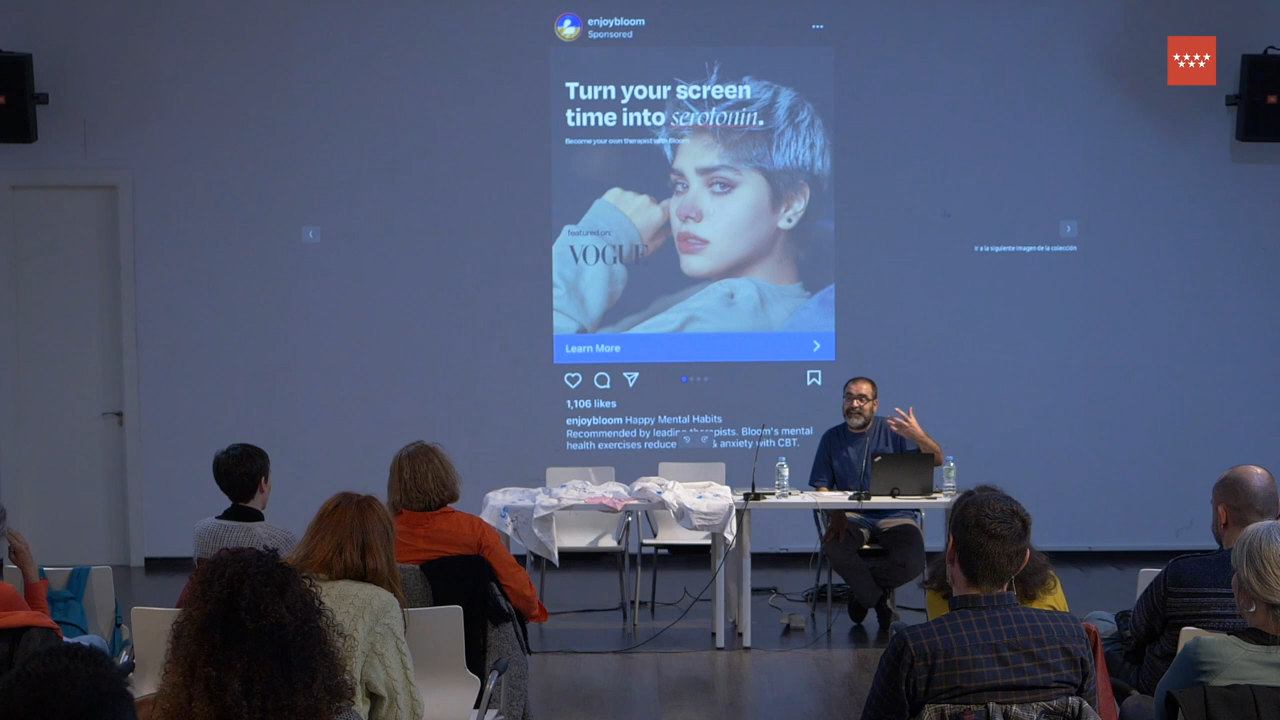 enjoybloom
Sponsored
Turn your screen
time into serotonin.
Become your own therapist with Bloom
featured on:
VOGUE
Ir a la siguiente imagen de la colección
Learn More
1,106 likes
enjoybloom Happy Mental Habits
Recommended by leading therapists. Bloom's mental
health exercises reduce & anxiety with CBT.